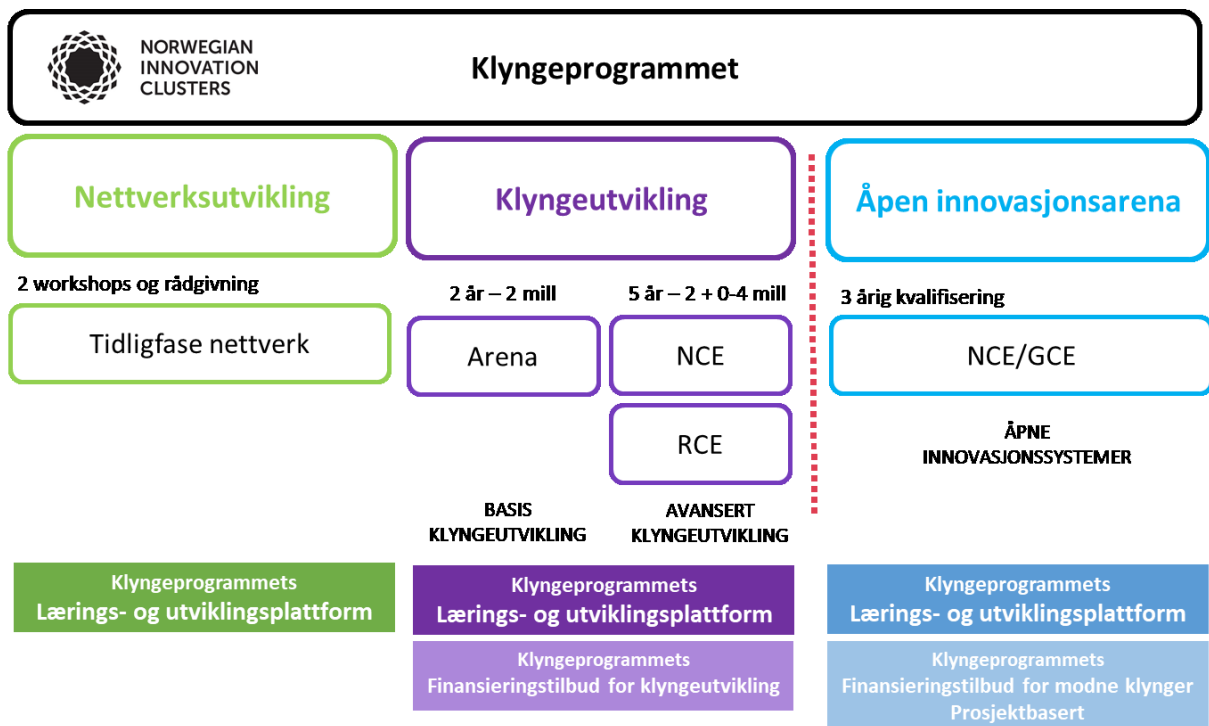 NORWEGIAN
INNOVATION
CLUSTERS
Klyngeprogrammet
Nettverksutvikling
Klyngeutvikling
Åpen innovasjonsarena
2 workshops og rådgivning
2 år – 2 mill
5 år – 2 + 0-4 mill
3 årig kvalifisering
Tidligfase nettverk
Arena
NCE
NCE/GCE
RCE
ÅPNE
INNOVASJONSSYSTEMER
BASIS
KLYNGEUTVIKLING
AVANSERT
KLYNGEUTVIKLING
Klyngeprogrammets
Lærings- og utviklingsplattform
Klyngeprogrammets
Lærings- og utviklingsplattform
Klyngeprogrammets
Lærings- og utviklingsplattform
Klyngeprogrammets
Finansieringstilbud for klyngeutvikling
Klyngeprogrammets
Finansieringstilbud for modne klynger
Prosjektbasert